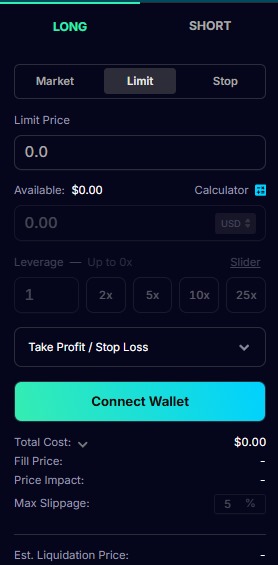 LONG SHORT
Market Limit Stop
Limit Price
0.0
Available: $0.00 Calculator
0.00 USD
Leverage — Up to 0x Slider
1 2x 5x 10x 25x
Take Profit / Stop Loss
Connect Wallet
Total Cost: $0.00
Fill Price: -
Price Impact: -
Max Slippage: 5 %
Est. Liquidation Price: -